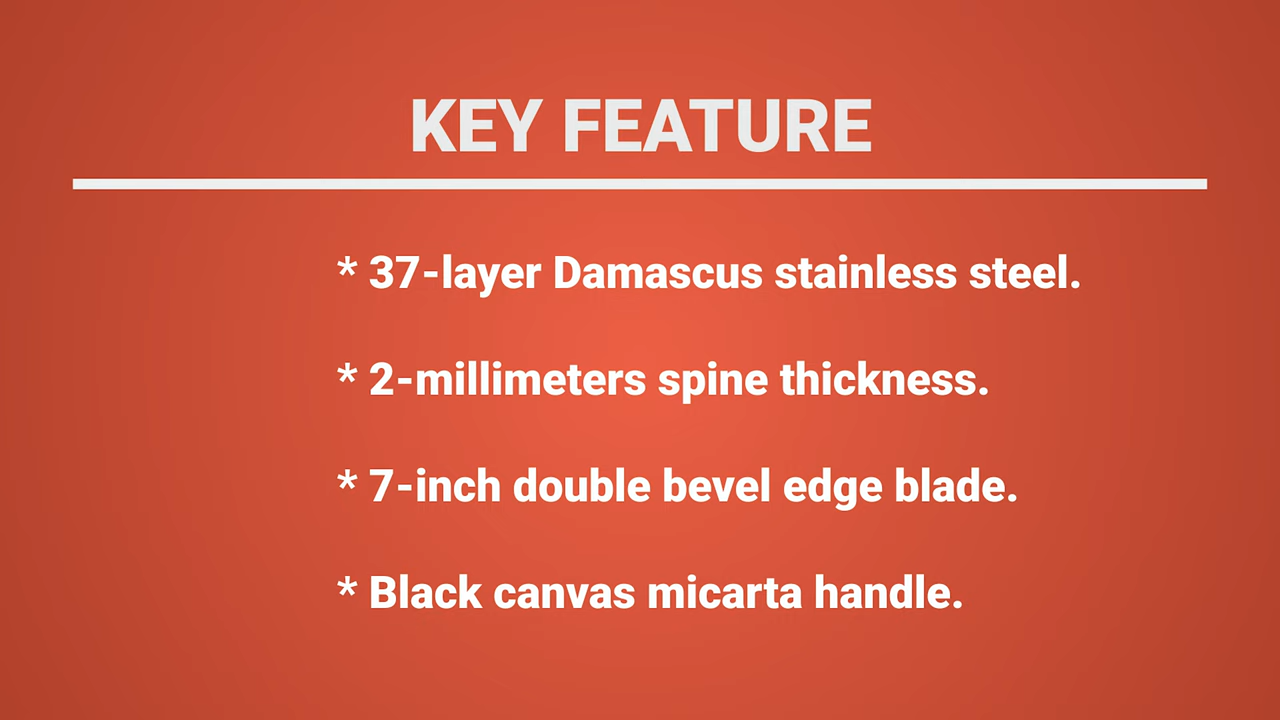 KEY FEATURE
* 37-layer Damascus stainless steel.
* 2-millimeters spine thickness.
* 7-inch double bevel edge blade.
* Black canvas micarta handle.